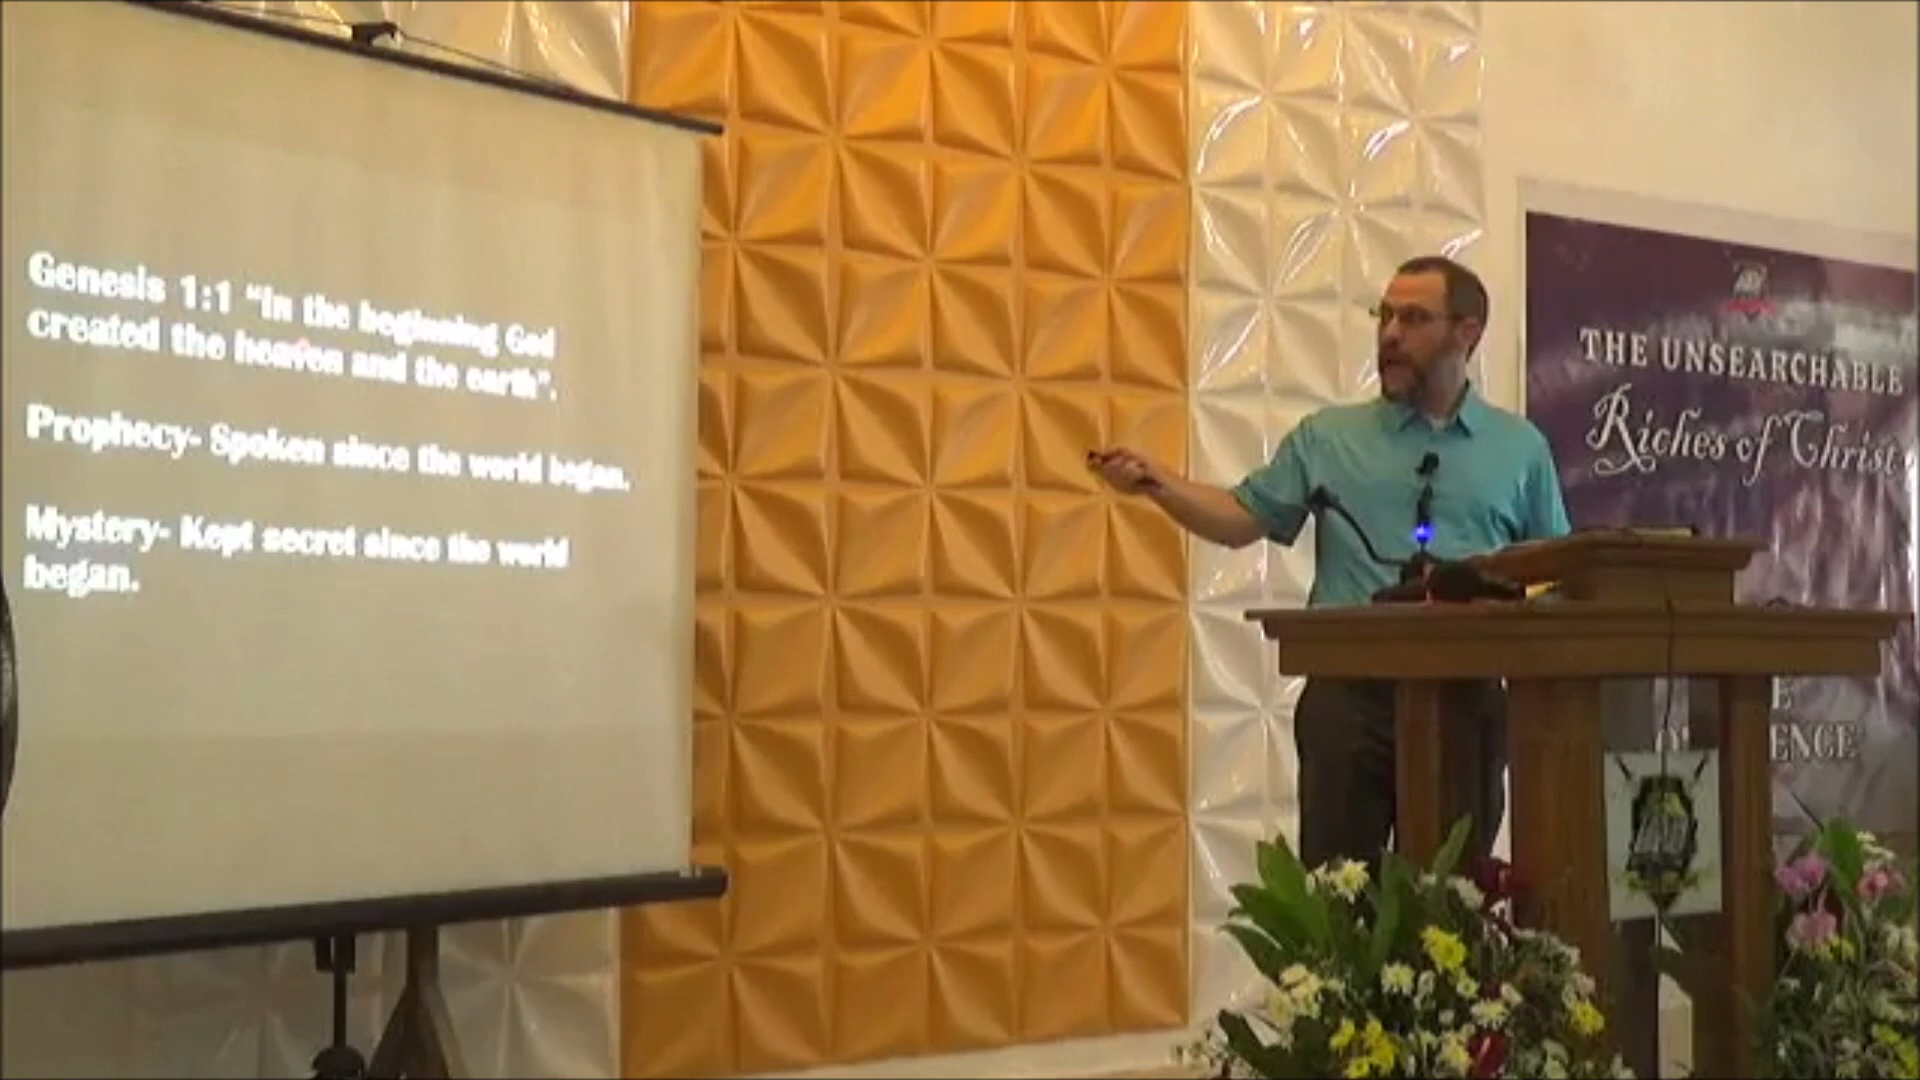 Genesis 1:1 “In the beginning God
created the heaven and the earth”.
Prophecy- Spoken since the world began.
Mystery- Kept secret since the world
began.
THE UNSEARCHABLE
Riches of Christ
ENCE